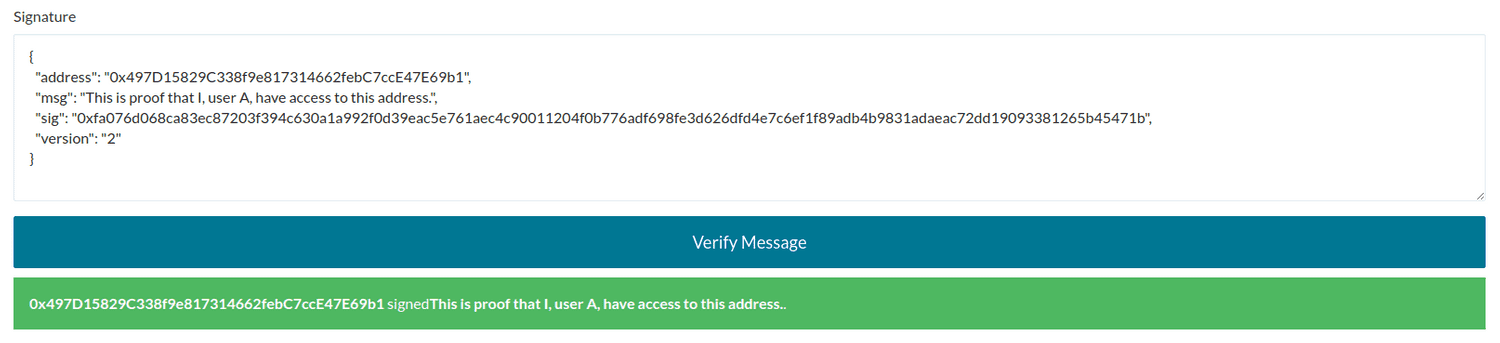 Signature
{
"address": "0x497D15829C338f9e817314662febC7ccE47E69b1",
"msg": "This is proof that I, user A, have access to this address.",
"sig": "0xfa076d068ca83ec87203f394c630a1a992f0d39eac5e761aec4c90011204f0b776adf698fe3d626dfd4e7c6ef1f89adb4b9831adaeac72dd19093381265b45471b",
"version": "2"
}
Verify Message
0x497D15829C338f9e817314662febC7ccE47E69b1 signedThis is proof that I, user A, have access to this address..